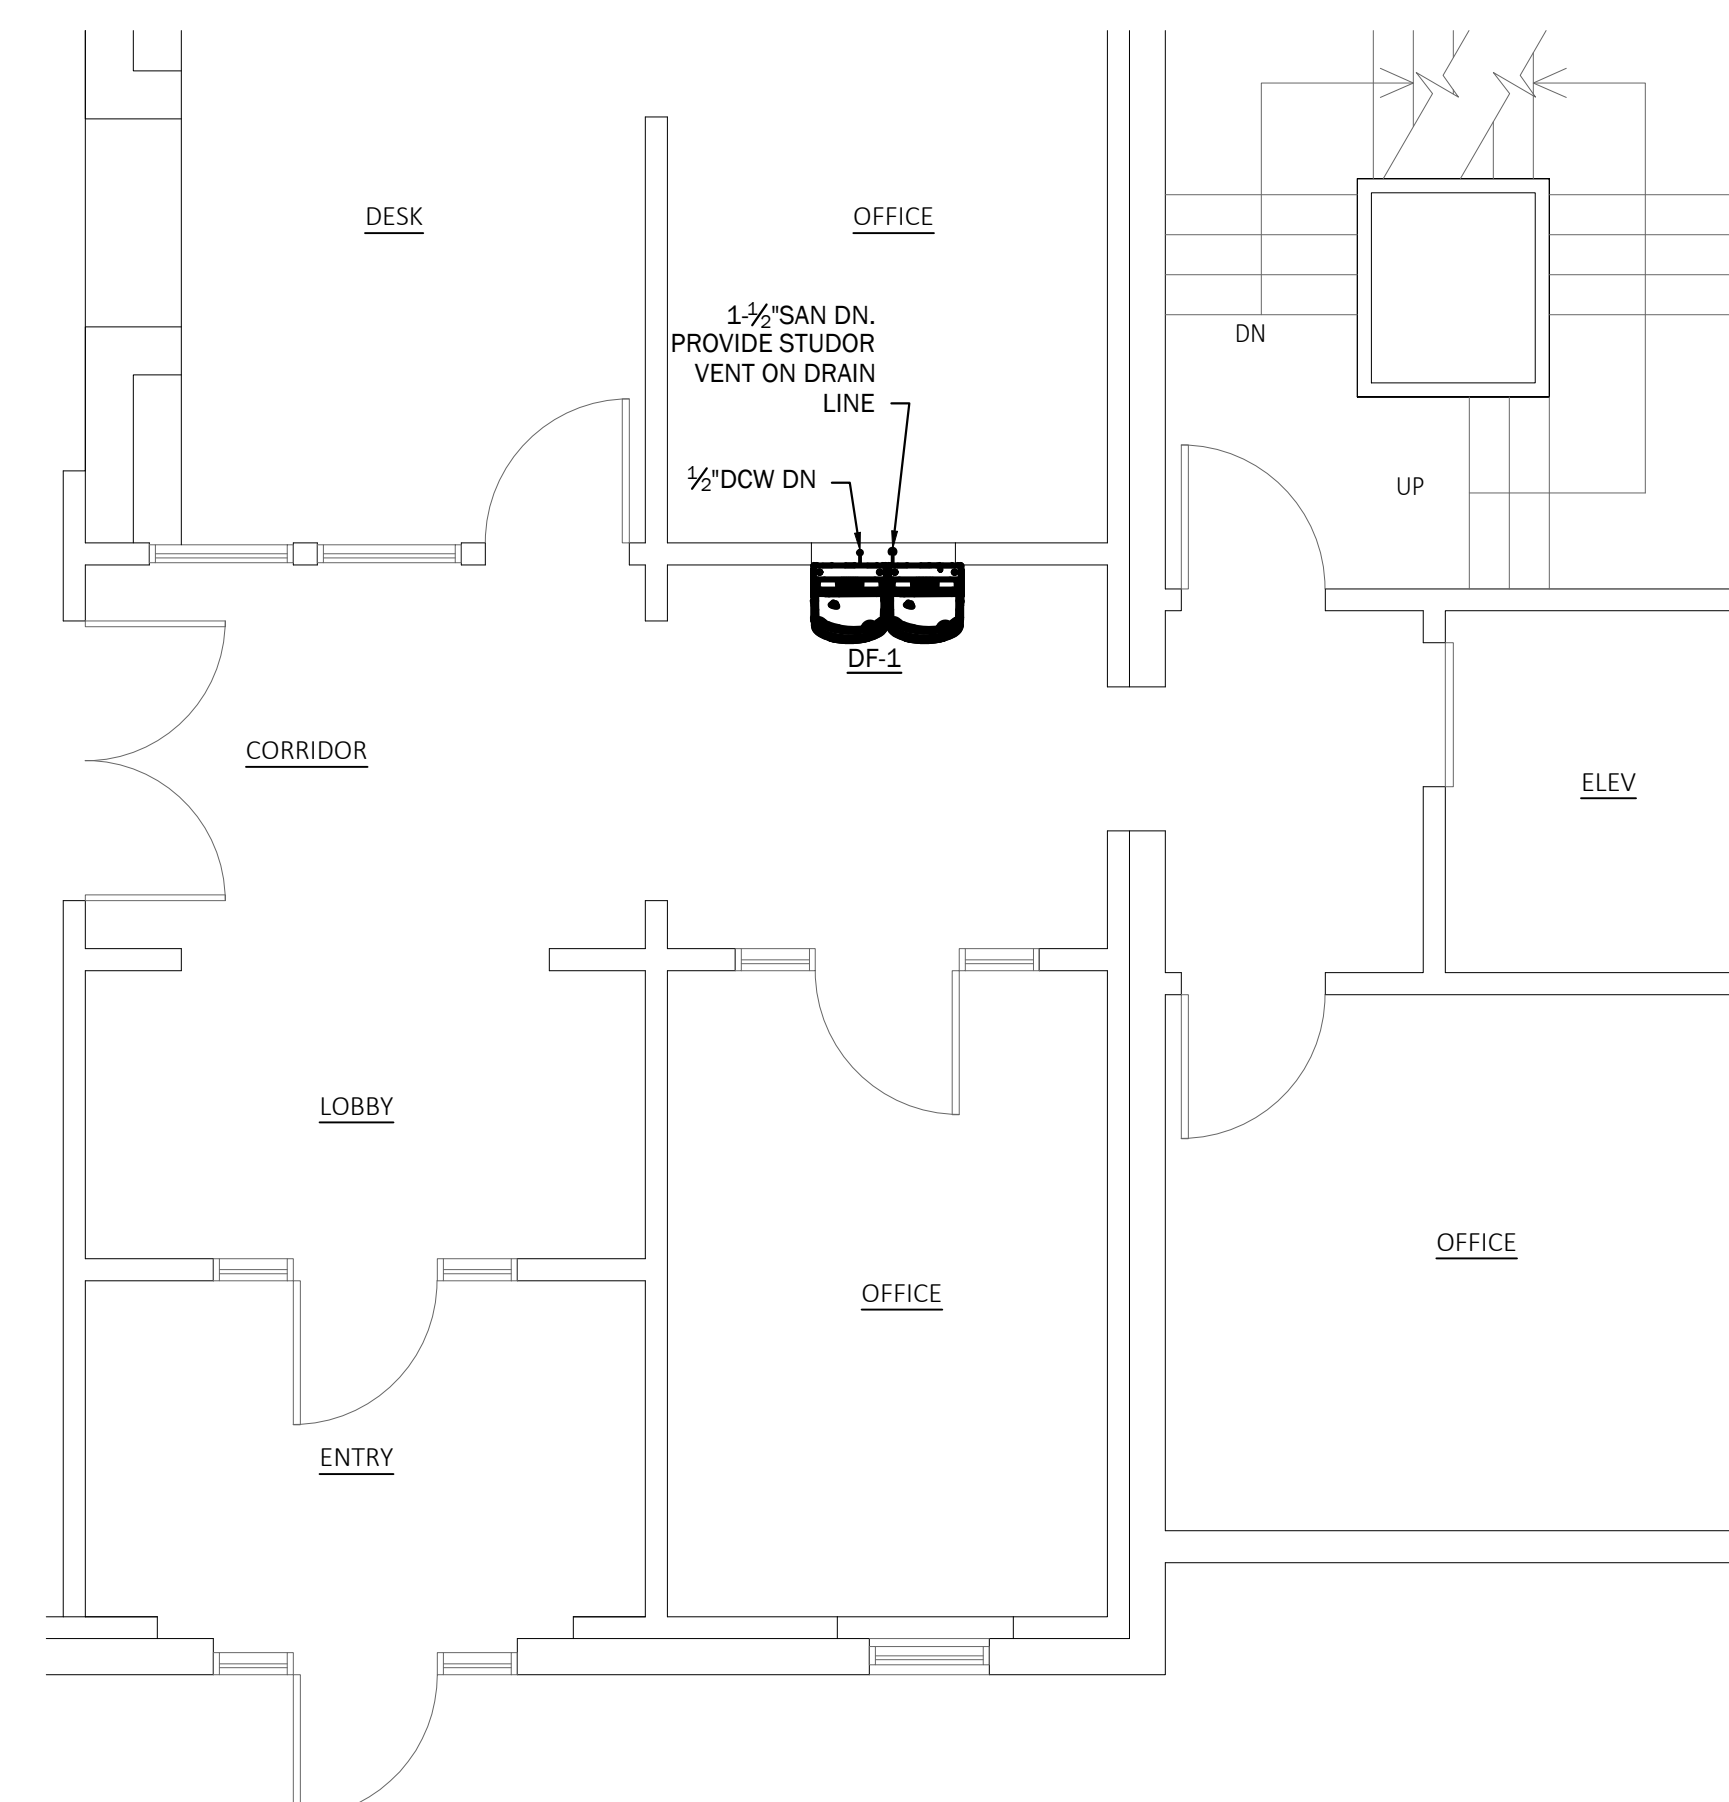 DESK
OFFICE
1-½"SAN DN.
PROVIDE STUDOR
VENT ON DRAIN
LINE
DN
½"DCW DN
UP
DF-1
CORRIDOR
ELEV
LOBBY
OFFICE
OFFICE
ENTRY